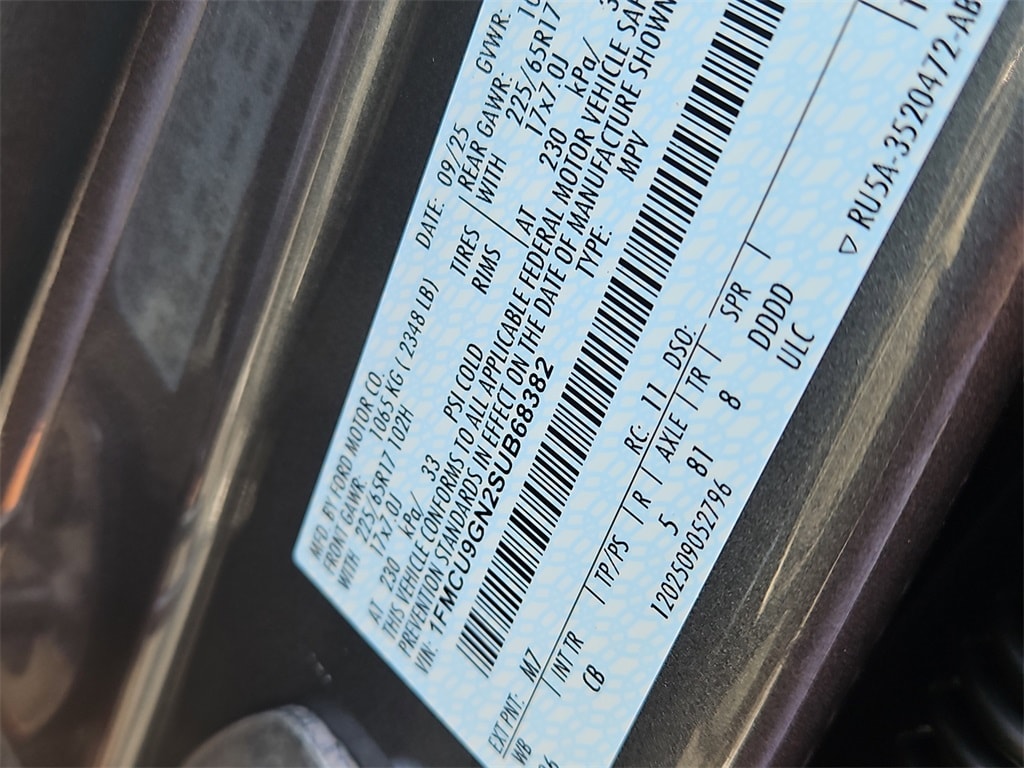 MFD. BY FORD MOTOR CO. DATE: 09/25 GVWR:
FRONT GAWR: 1065 KG ( 2348 LB) REAR GAWR:
WITH 225/65R17 102H TIRES WITH 225/65R17
17x7.0J RIMS 17x7.0J
AT 230 kPa/ 33 PSI COLD AT 230 kPa/
THIS VEHICLE CONFORMS TO ALL APPLICABLE FEDERAL MOTOR VEHICLE
PREVENTION STANDARDS IN EFFECT ON THE DATE OF MANUFACTURE SHOWN
VIN: 1FMCU9GN2SUB68382 TYPE: MPV
EXT PNT: M7 RC: 11 DSO:
WB INT TR TP/PS R AXLE TR SPR
CB 5 81 8 DDDD
ULC
12025090552796
▽ RU5A-3520472-AB